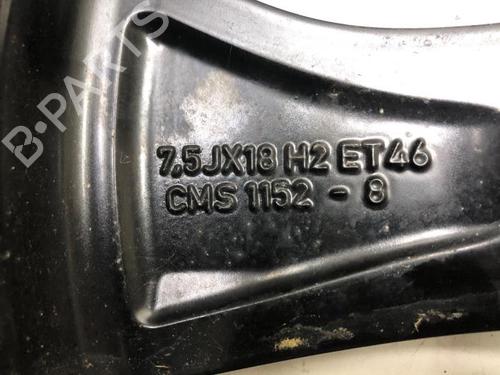 B-PARTS
7,5JX18 H2 ET46
CMS 1152 - 8